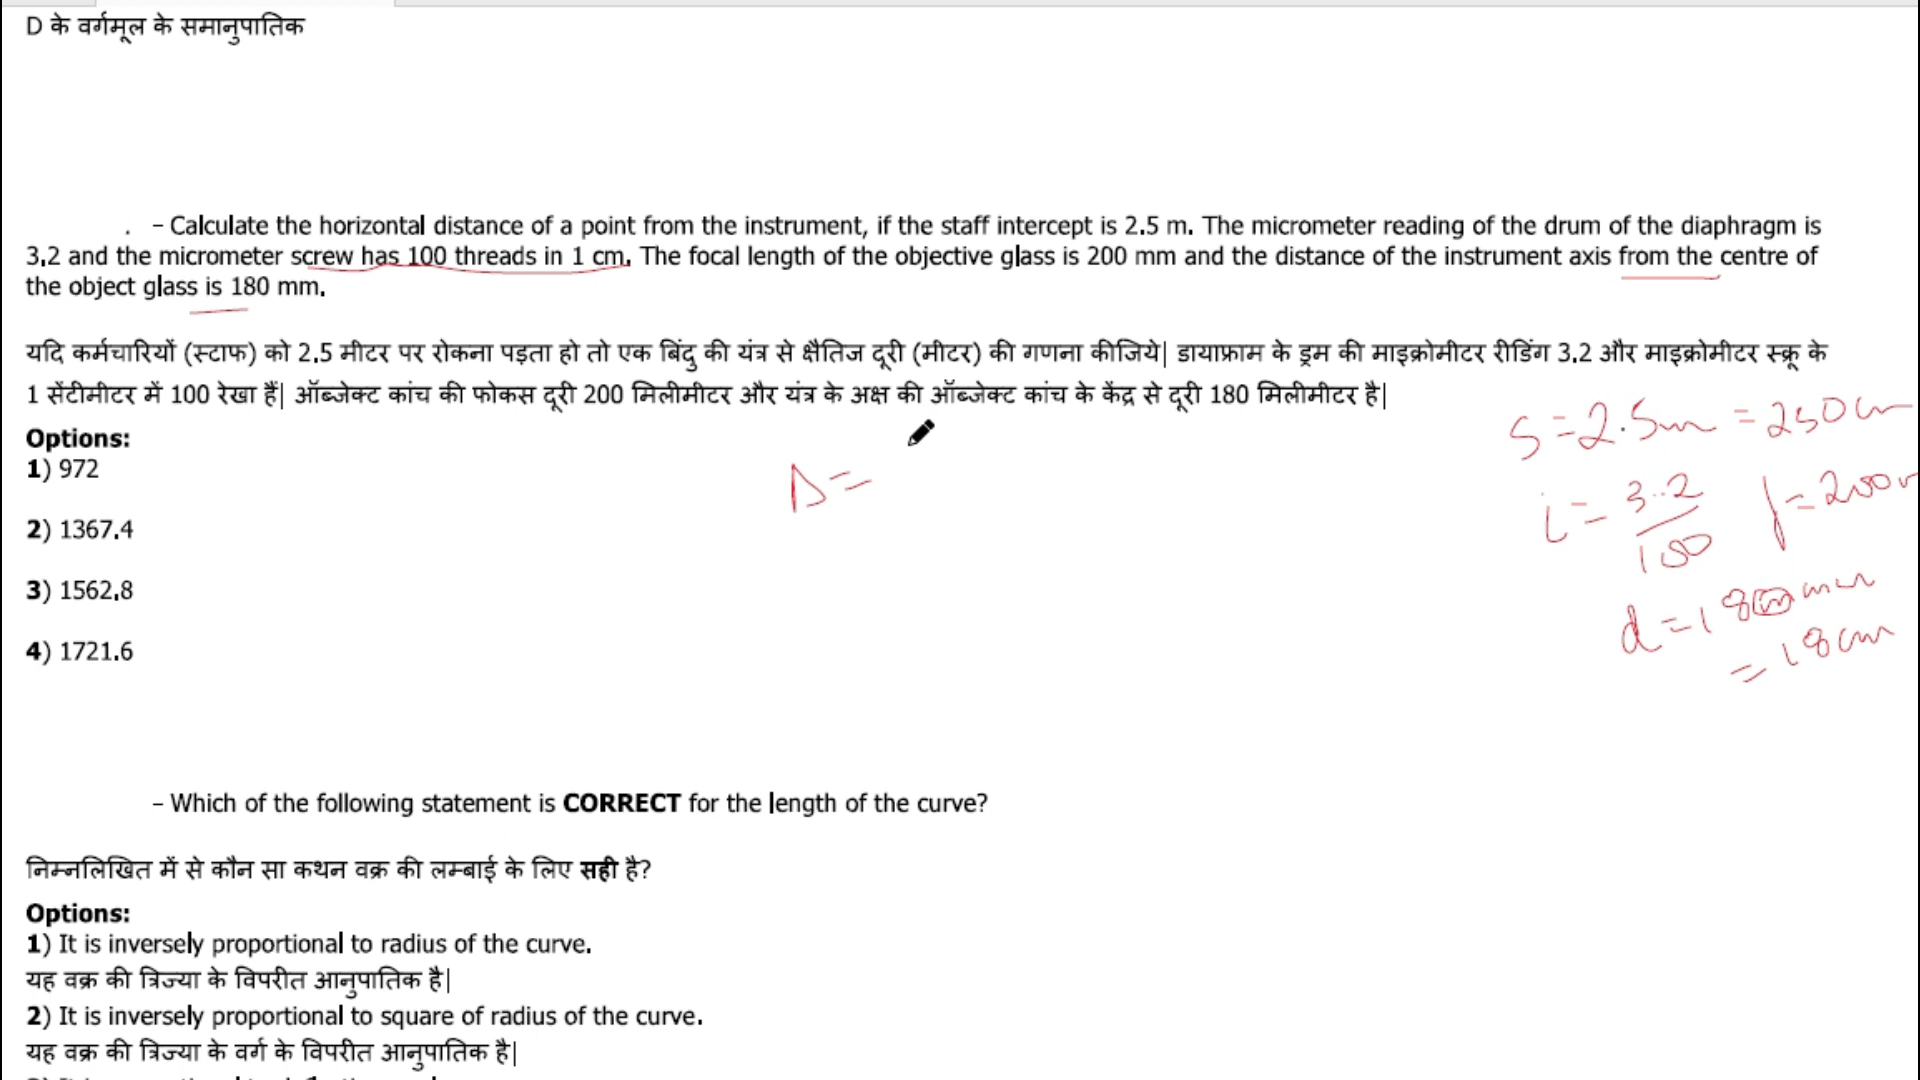 D के वर्गमूल के समानुपातिक
. – Calculate the horizontal distance of a point from the instrument, if the staff intercept is 2.5 m. The micrometer reading of the drum of the diaphragm is
3.2 and the micrometer screw has 100 threads in 1 cm. The focal length of the objective glass is 200 mm and the distance of the instrument axis from the centre of
the object glass is 180 mm.
यदि कर्मचारियों (स्टाफ) को 2.5 मीटर पर रोकना पड़ता हो तो एक बिंदु की यंत्र से क्षैतिज दूरी (मीटर) की गणना कीजिये| डायाफ्राम के ड्रम की माइक्रोमीटर रीडिंग 3.2 और माइक्रोमीटर स्क्रू के
1 सेंटीमीटर में 100 रेखा हैं| ऑब्जेक्ट कांच की फोकस दूरी 200 मिलीमीटर और यंत्र के अक्ष की ऑब्जेक्ट कांच के केंद्र से दूरी 180 मिलीमीटर है|
S = 2.5m = 250cm
Options:
1) 972
D =
i = 3.2/100 f = 200
2) 1367.4
3) 1562.8
d = 180mm
= 18cm
4) 1721.6
– Which of the following statement is CORRECT for the length of the curve?
निम्नलिखित में से कौन सा कथन वक्र की लम्बाई के लिए सही है?
Options:
1) It is inversely proportional to radius of the curve.
यह वक्र की त्रिज्या के विपरीत आनुपातिक है|
2) It is inversely proportional to square of radius of the curve.
यह वक्र की त्रिज्या के वर्ग के विपरीत आनुपातिक है|